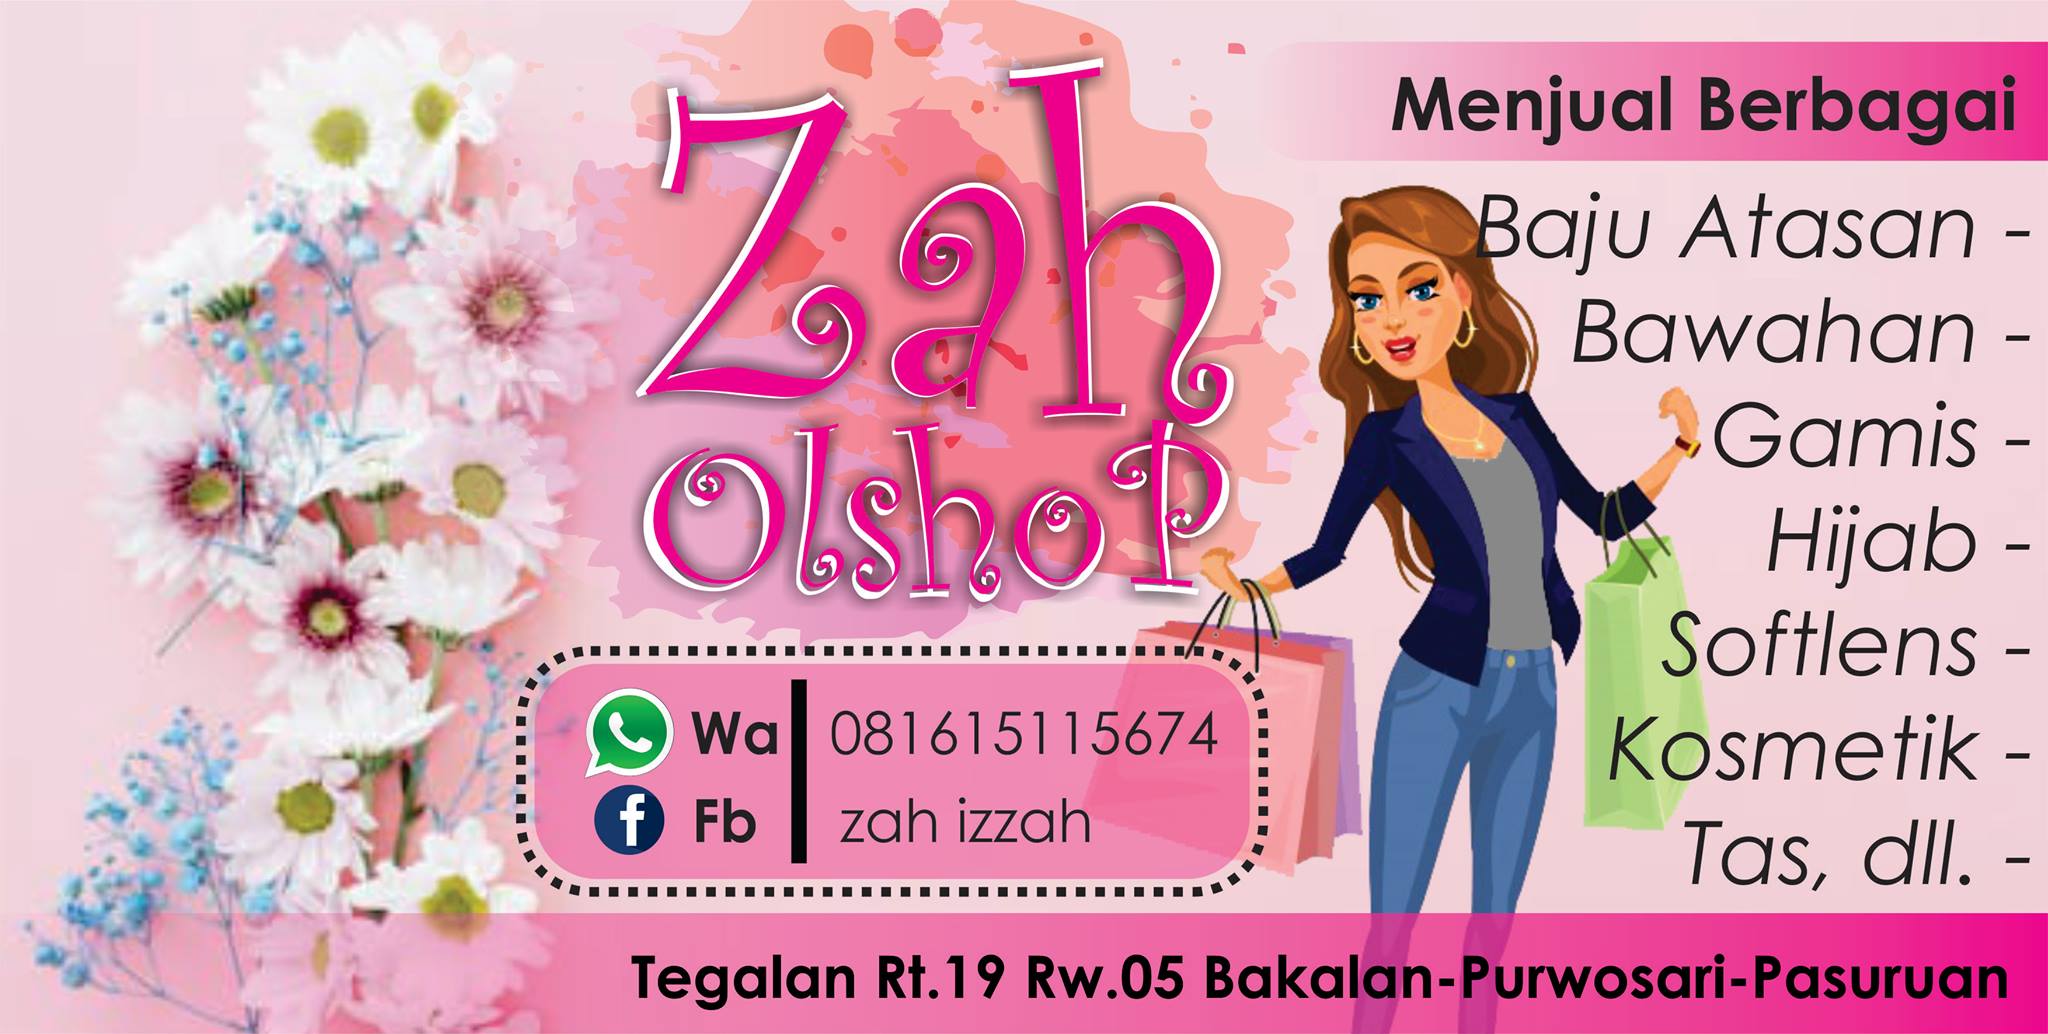 Zah
OlshoP
Menjual Berbagai
Baju Atasan -
Bawahan -
Gamis -
Hijab -
Softlens -
Kosmetik -
Tas, dll. -
Wa 081615115674
Fb zah izzah
Tegalan Rt.19 Rw.05 Bakalan-Purwosari-Pasuruan